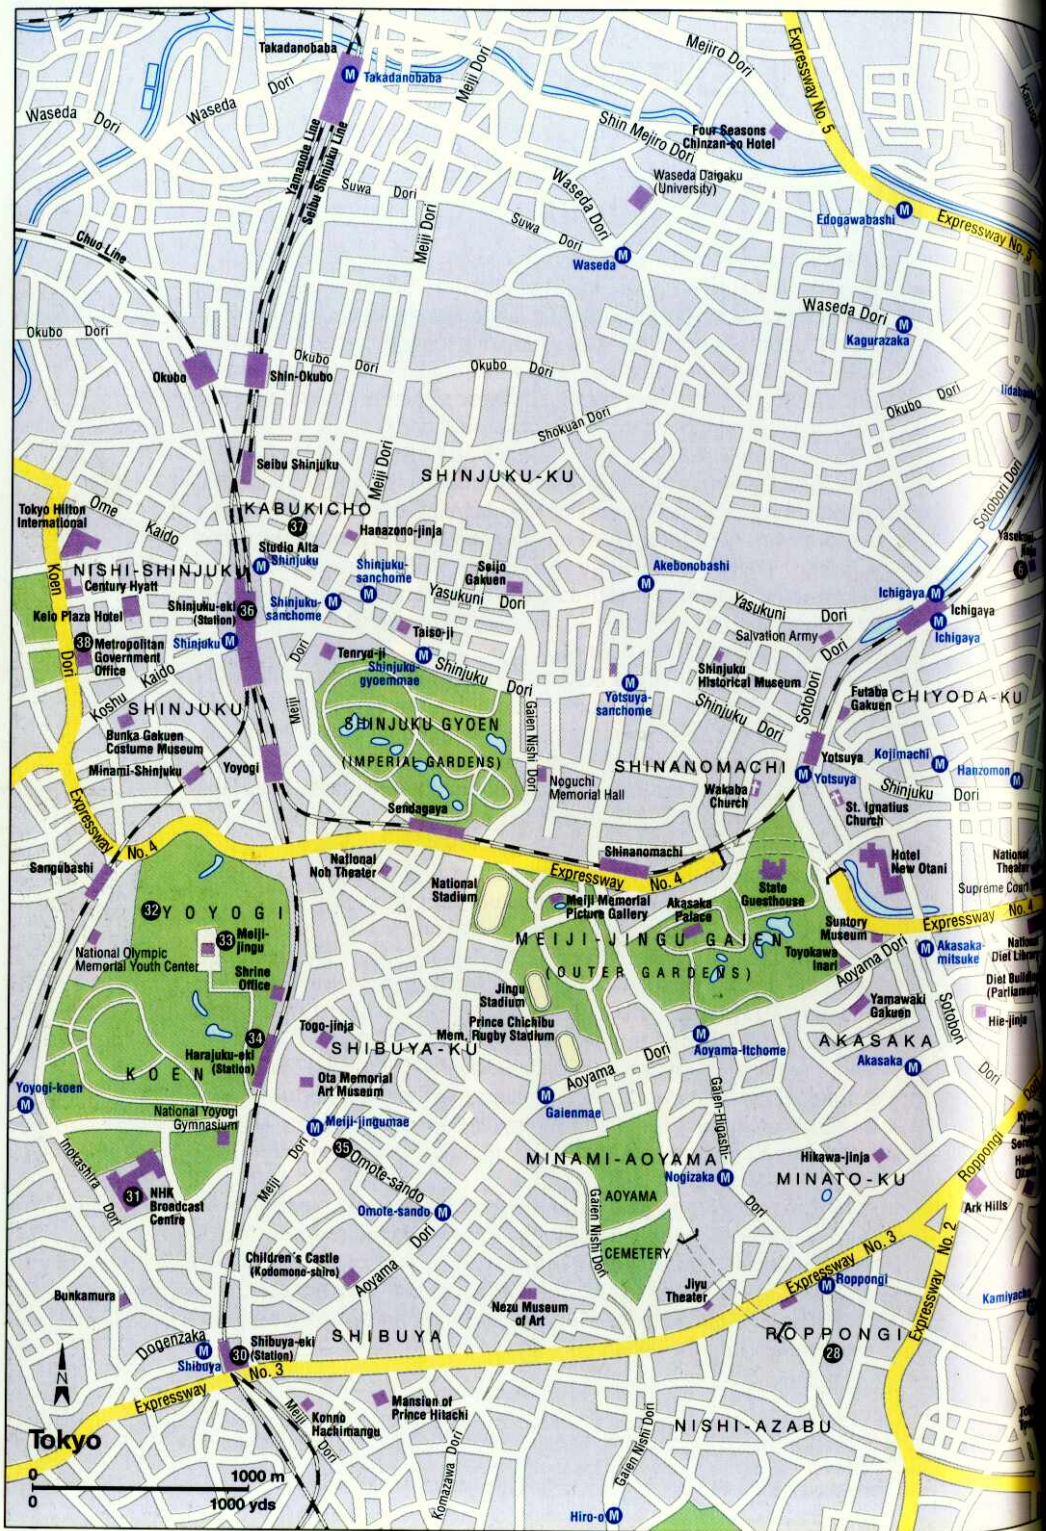 Takadanobaba
Takadanobaba
Meiji Dori
Mejiro Dori
Expressway No. 5
Waseda Dori
Waseda Dori
Shin Mejiro Dori
Four Seasons
Chinzan-so Hotel
Yamanote Line
Seibu Shinjuku Line
Suwa Dori
Waseda Dori
Waseda Daigaku
(University)
Suwa Dori
Meiji Dori
Edogawabashi
Expressway No. 5
Chuo Line
Waseda
Waseda Dori
Kagurazaka
Okubo Dori
Okubo
Okubo Dori
Shin-Okubo
Okubo Dori
Okubo Dori
Shokuan Dori
Seibu Shinjuku
Meiji Dori
SHINJUKU-KU
Sotobori Dori
Tokyo Hilton
International
Ome Kaido
KABUKICHO
37
Hanazono-jinja
Studio Alta
Shinjuku
NISHI-SHINJUKU
Century Hyatt
Shinjuku-
sanchome
Seijo
Gakuen
Akebonobashi
6
Koen Dori
Keio Plaza Hotel
Shinjuku-eki
(Station)
36
Shinjuku-
sanchome
Yasukuni Dori
Yasukuni Dori
Ichigaya
Ichigaya
Ichigaya
38
Metropolitan
Government
Office
Shinjuku
Taiso-ji
Salvation Army
Tenryu-ji
Shinjuku-
gyoemmae
Shinjuku Dori
Shinjuku
Historical Museum
Sotobori Dori
Koshu Kaido
SHINJUKU
Meiji Dori
Yotsuya-
sanchome
Shinjuku Dori
Futaba
Gakuen
CHIYODA-KU
SHINJUKU GYOEN
(IMPERIAL GARDENS)
Gaien Nishi Dori
Bunka Gakuen
Costume Museum
Minami-Shinjuku
Yoyogi
Noguchi
Memorial Hall
SHINANOMACHI
Yotsuya
Yotsuya
Kojimachi
Hanzomon
Wakaba
Church
Shinjuku Dori
St. Ignatius
Church
Sendagaya
Expressway No. 4
Sangubashi
National
Noh Theater
Shinanomachi
Expressway No. 4
Hotel
New Otani
National
Theater
Supreme Court
National
Stadium
Meiji Memorial
Picture Gallery
Akasaka
Palace
State
Guesthouse
Suntory
Museum
Expressway No. 4
32
YOYOGI
33
Meiji-
jingu
MEIJI-JINGU GAIEN
(OUTER GARDENS)
Toyokawa
Inari
Aoyama Dori
Akasaka-
mitsuke
National
Diet Library
National Olympic
Memorial Youth Center
Shrine
Office
Jingu
Stadium
Diet Building
(Parliament)
Yamawaki
Gakuen
Sotobori Dori
Hie-jinja
34
Harajuku-eki
(Station)
Togo-jinja
SHIBUYA-KU
Prince Chichibu
Mem. Rugby Stadium
Aoyama Dori
Aoyama-Itchome
AKASAKA
Akasaka
KOEN
Yoyogi-koen
Ota Memorial
Art Museum
Gaienmae
Gaien-Higashi-Dori
National Yoyogi
Gymnasium
Meiji-jingumae
35
Omote-sando
Inokashira Dori
Meiji Dori
MINAMI-AOYAMA
Nogizaka
Hikawa-jinja
MINATO-KU
Roppongi Dori
31
NHK
Broadcast
Centre
Omote-sando
AOYAMA
CEMETERY
Gaien Nishi Dori
Ark Hills
Children's Castle
(Kodomono-shiro)
Aoyama Dori
Expressway No. 3
Expressway No. 2
Bunkamura
Nezu Museum
of Art
Jiyu
Theater
Roppongi
Kamiyacho
Dogenzaka
Shibuya
30
Shibuya-eki
(Station)
SHIBUYA
ROPPONGI
28
N
Expressway No. 3
Meiji Dori
Konno
Hachimangu
Mansion of
Prince Hitachi
NISHI-AZABU
Komazawa Dori
Gaien Nishi Dori
Hiro-o
Tokyo
0 1000 m
0 1000 yds